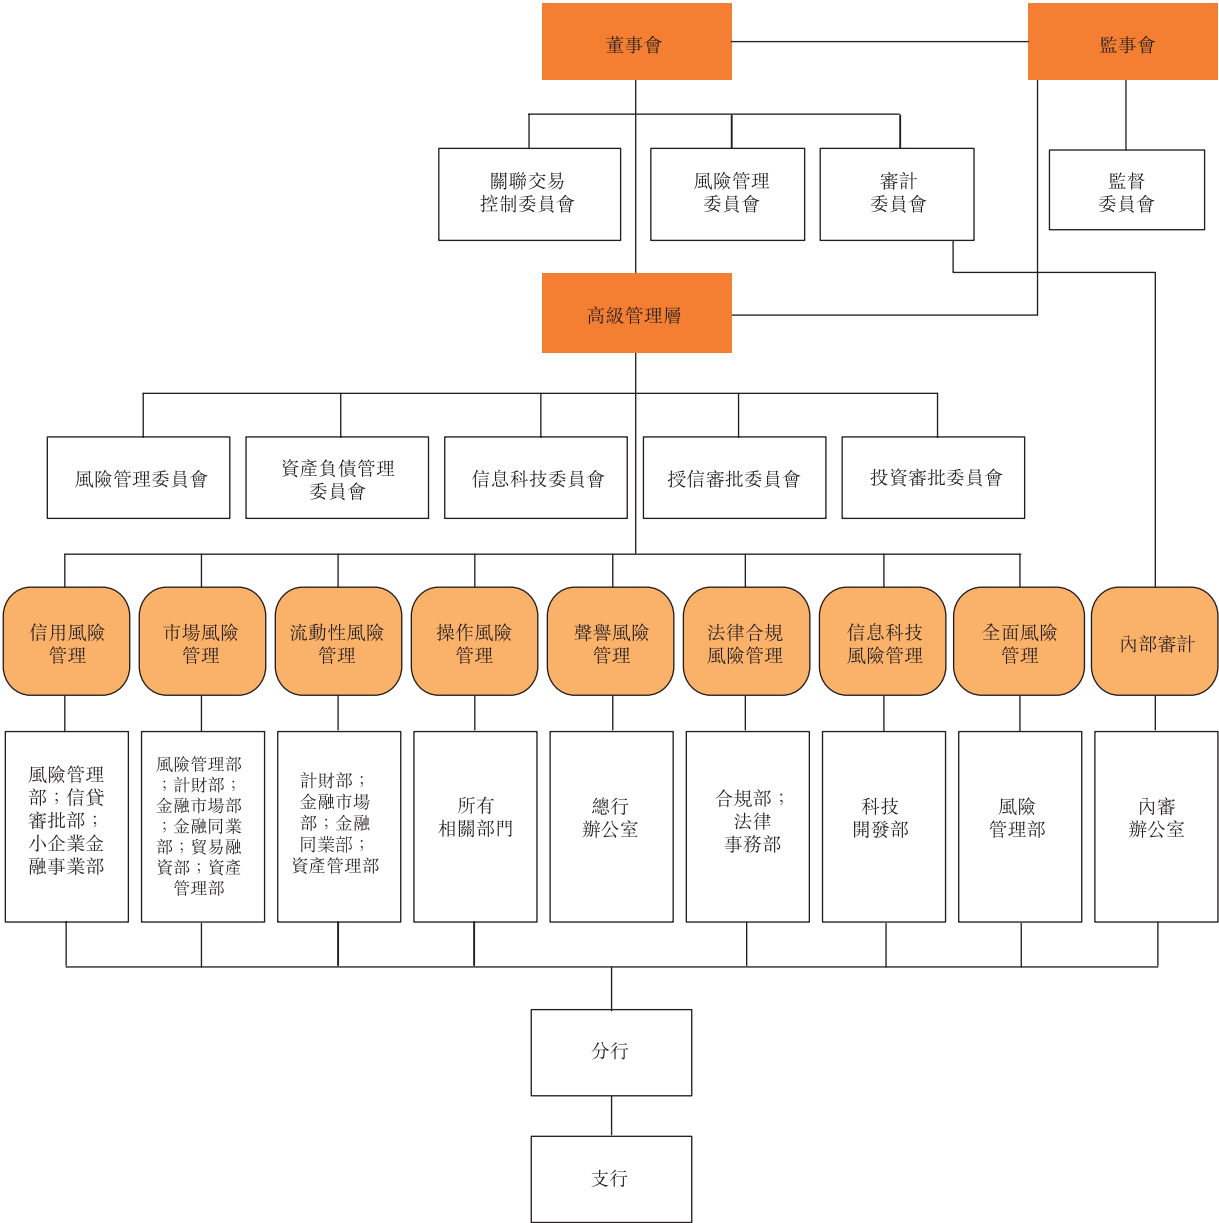 董事會
監事會
關聯交易
控制委員會
風險管理
委員會
審計
委員會
監督
委員會
高級管理層
風險管理委員會
資產負債管理
委員會
信息科技委員會
授信審批委員會
投資審批委員會
信用風險
管理
市場風險
管理
流動性風險
管理
操作風險
管理
聲譽風險
管理
法律合規
風險管理
信息科技
風險管理
全面風險
管理
內部審計
風險管理
部；信貸
審批部；
小企業金
融事業部
風險管理部
；計財部；
金融市場部
；金融同業
部；貿易融
資部；資產
管理部
計財部；
金融市場
部；金融
同業部；
資產管理部
所有
相關部門
總行
辦公室
合規部；
法律
事務部
科技
開發部
風險
管理部
內審
辦公室
分行
支行